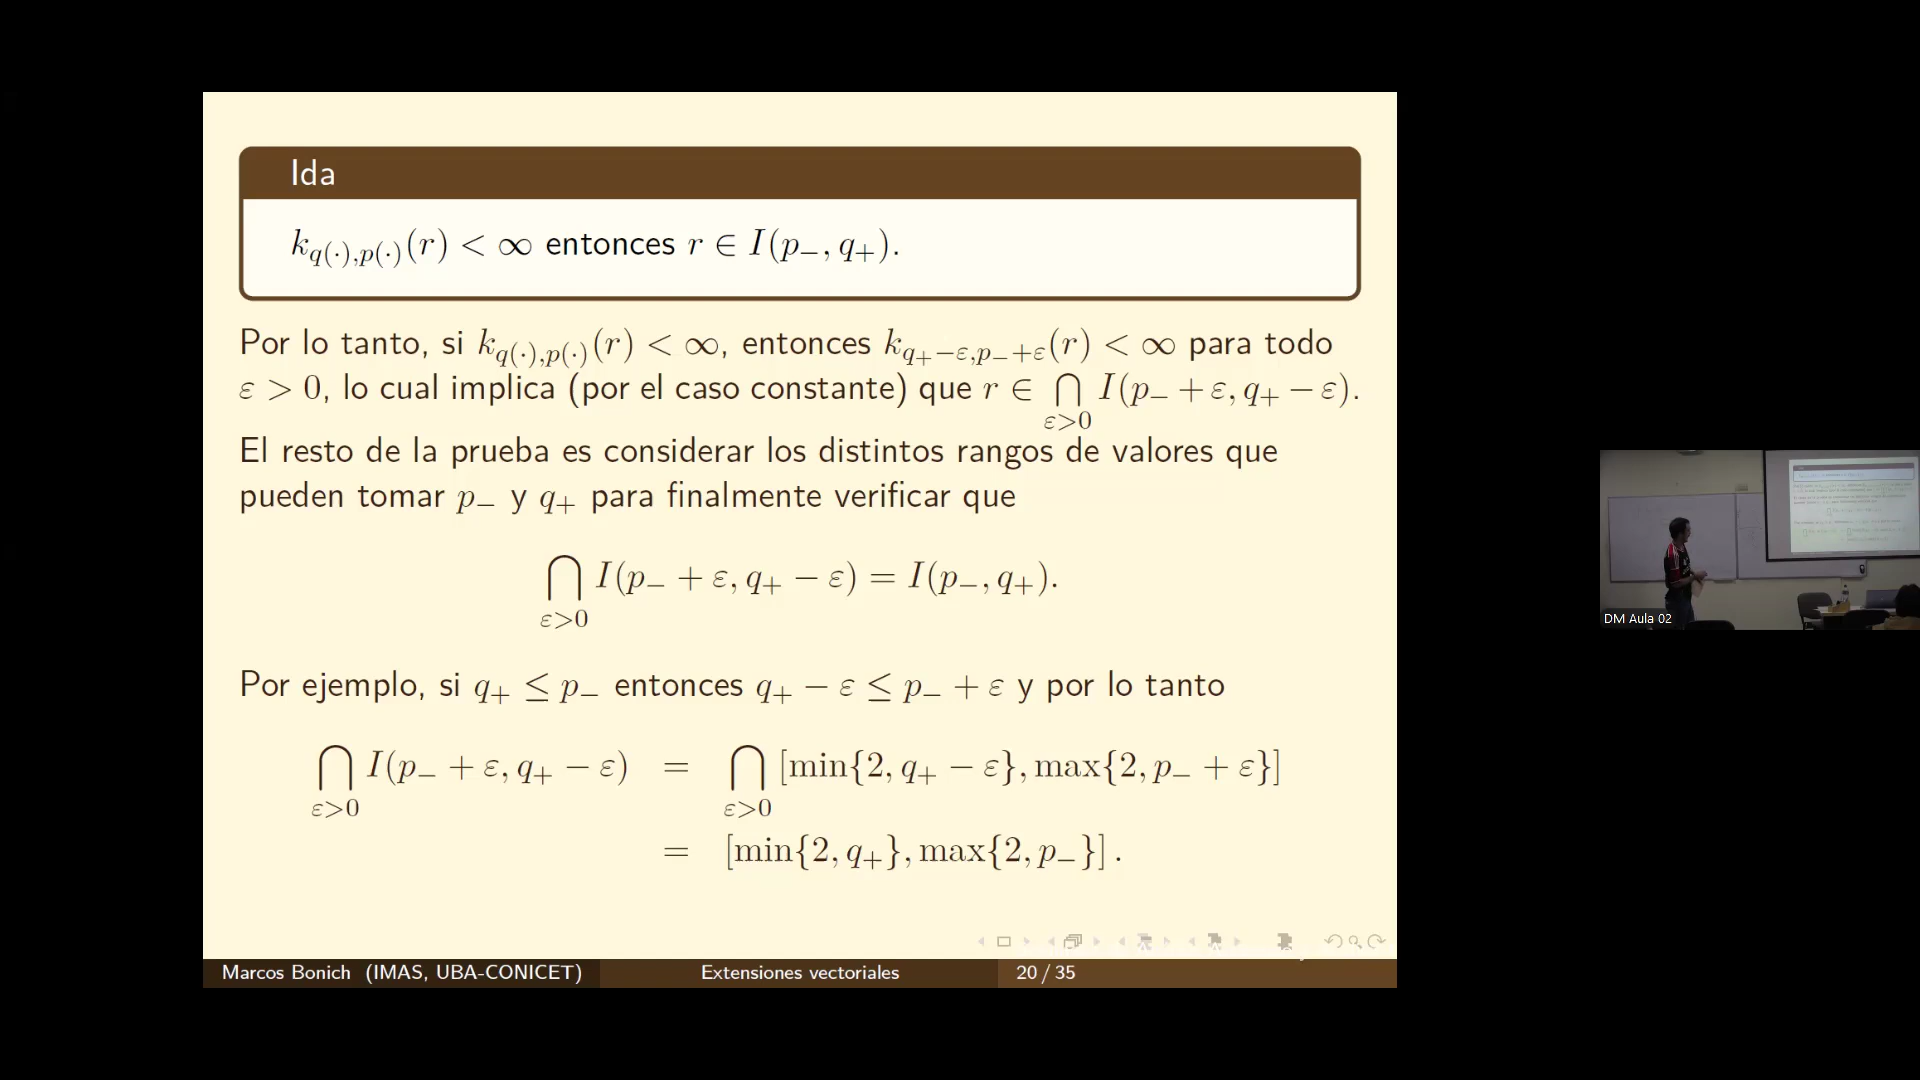 Ida
k_{q(·),p(·)}(r) < ∞ entonces r ∈ I(p_−, q_+).
Por lo tanto, si k_{q(·),p(·)}(r) < ∞, entonces k_{q_+−ε,p_−+ε}(r) < ∞ para todo
ε > 0, lo cual implica (por el caso constante) que r ∈ ⋂_{ε>0} I(p_− + ε, q_+ − ε).
El resto de la prueba es considerar los distintos rangos de valores que
pueden tomar p_− y q_+ para finalmente verificar que
⋂_{ε>0} I(p_− + ε, q_+ − ε) = I(p_−, q_+).
Por ejemplo, si q_+ ≤ p_− entonces q_+ − ε ≤ p_− + ε y por lo tanto
⋂_{ε>0} I(p_− + ε, q_+ − ε) = ⋂_{ε>0} [min{2, q_+ − ε}, max{2, p_− + ε}]
= [min{2, q_+}, max{2, p_−}] .
Marcos Bonich (IMAS, UBA-CONICET) Extensiones vectoriales 20 / 35
DM Aula 02